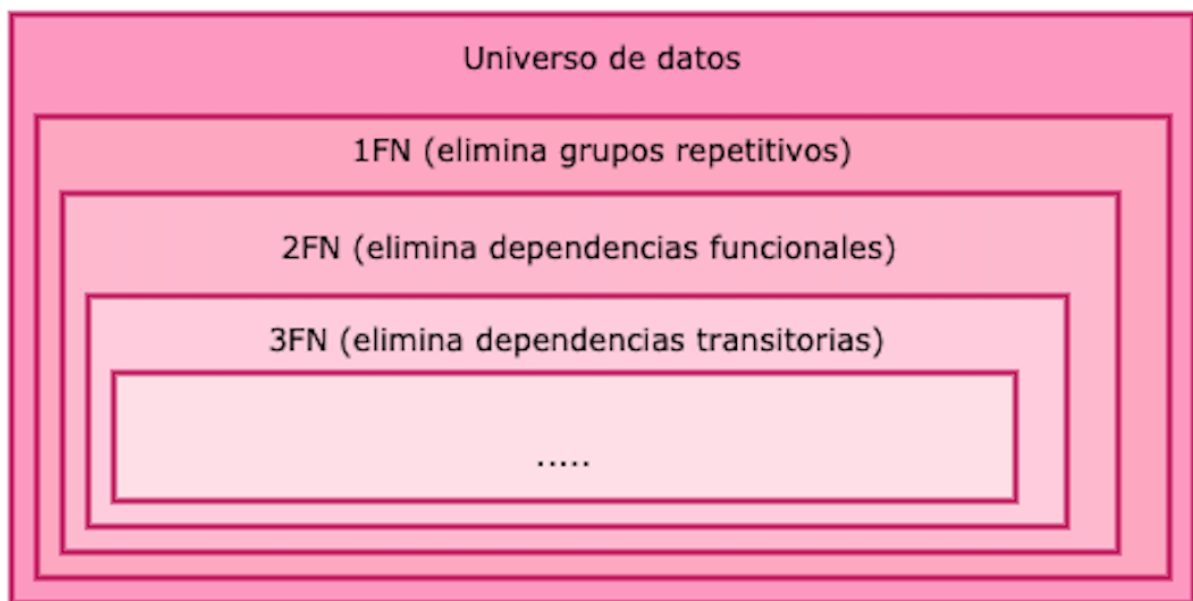 Universo de datos
1FN (elimina grupos repetitivos)
2FN (elimina dependencias funcionales)
3FN (elimina dependencias transitorias)
.....